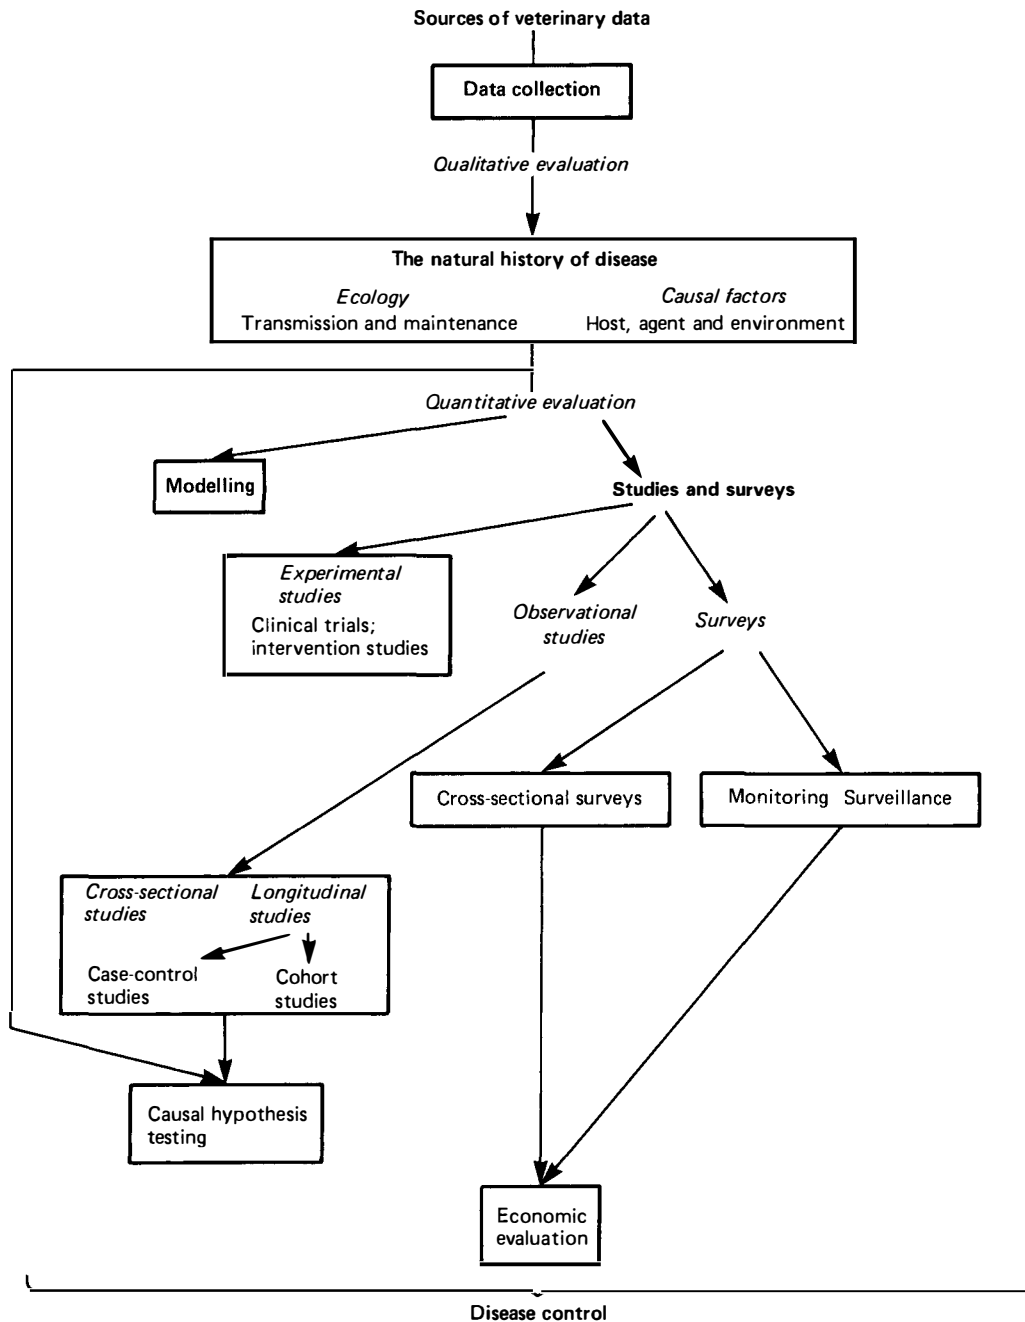 Sources of veterinary data
Data collection
Qualitative evaluation
The natural history of disease
Ecology
Causal factors
Transmission and maintenance
Host, agent and environment
Quantitative evaluation
Modelling
Studies and surveys
Experimental
studies
Clinical trials;
intervention studies
Observational
studies
Surveys
Cross-sectional surveys
Monitoring Surveillance
Cross-sectional
studies
Longitudinal
studies
Case-control
studies
Cohort
studies
Causal hypothesis
testing
Economic
evaluation
Disease control